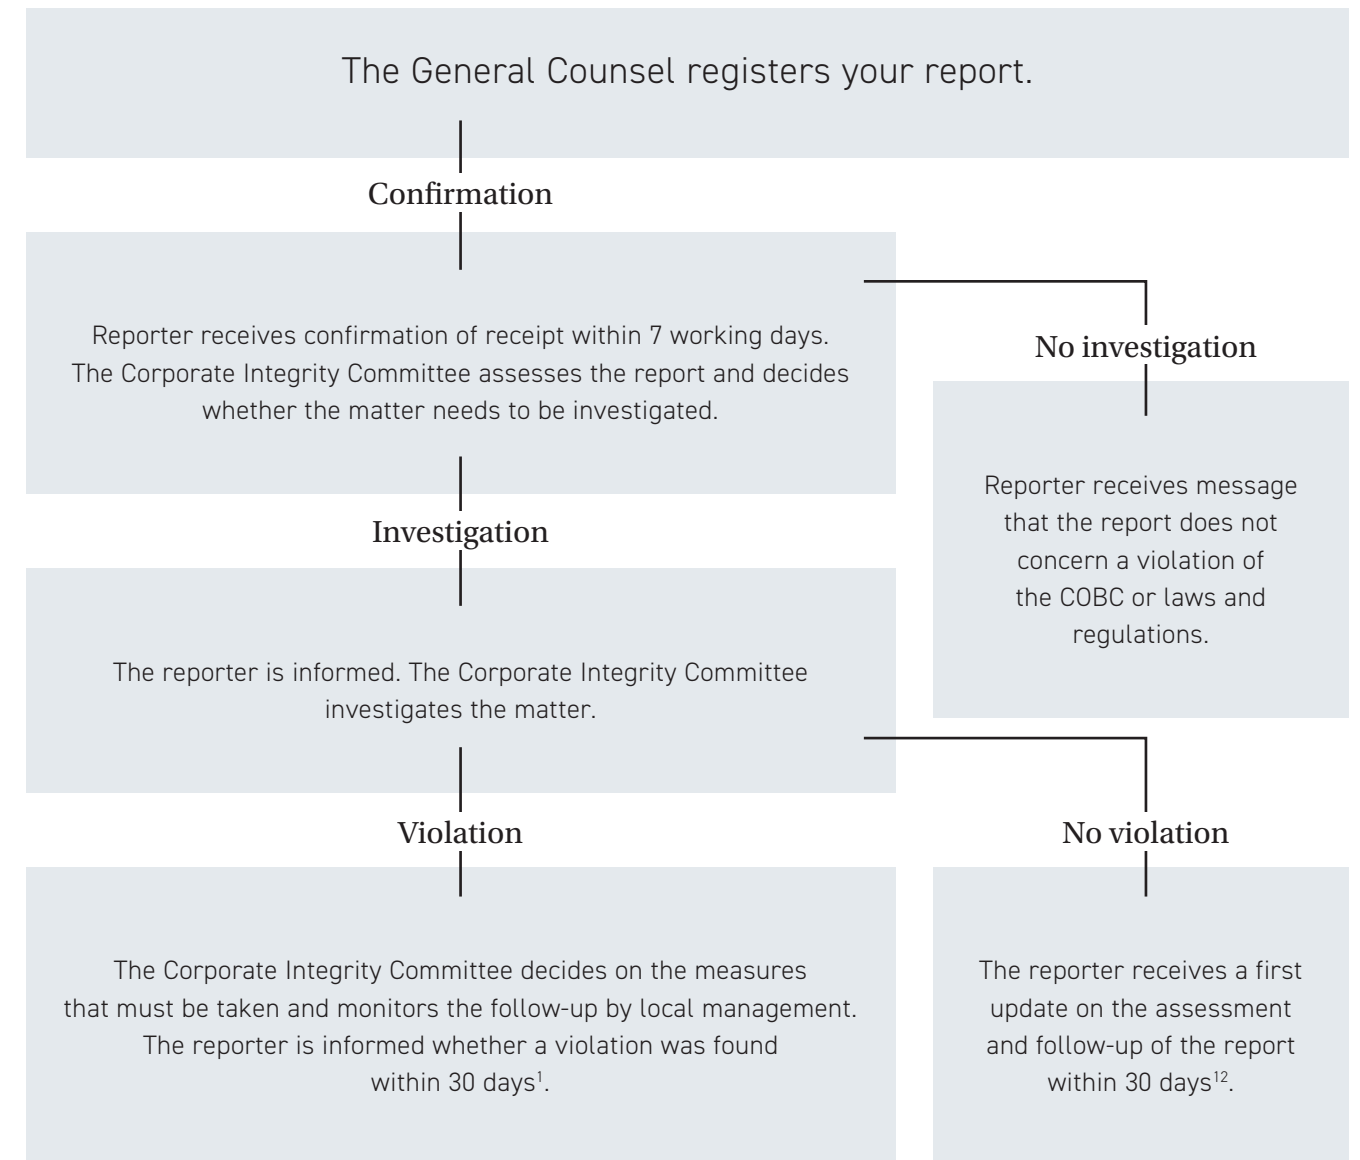 The General Counsel registers your report.
Confirmation
Reporter receives confirmation of receipt within 7 working days.
The Corporate Integrity Committee assesses the report and decides
whether the matter needs to be investigated.
No investigation
Reporter receives message
that the report does not
concern a violation of
the COBC or laws and
regulations.
Investigation
The reporter is informed. The Corporate Integrity Committee
investigates the matter.
Violation
The Corporate Integrity Committee decides on the measures
that must be taken and monitors the follow-up by local management.
The reporter is informed whether a violation was found
within 30 days¹.
No violation
The reporter receives a first
update on the assessment
and follow-up of the report
within 30 days¹².